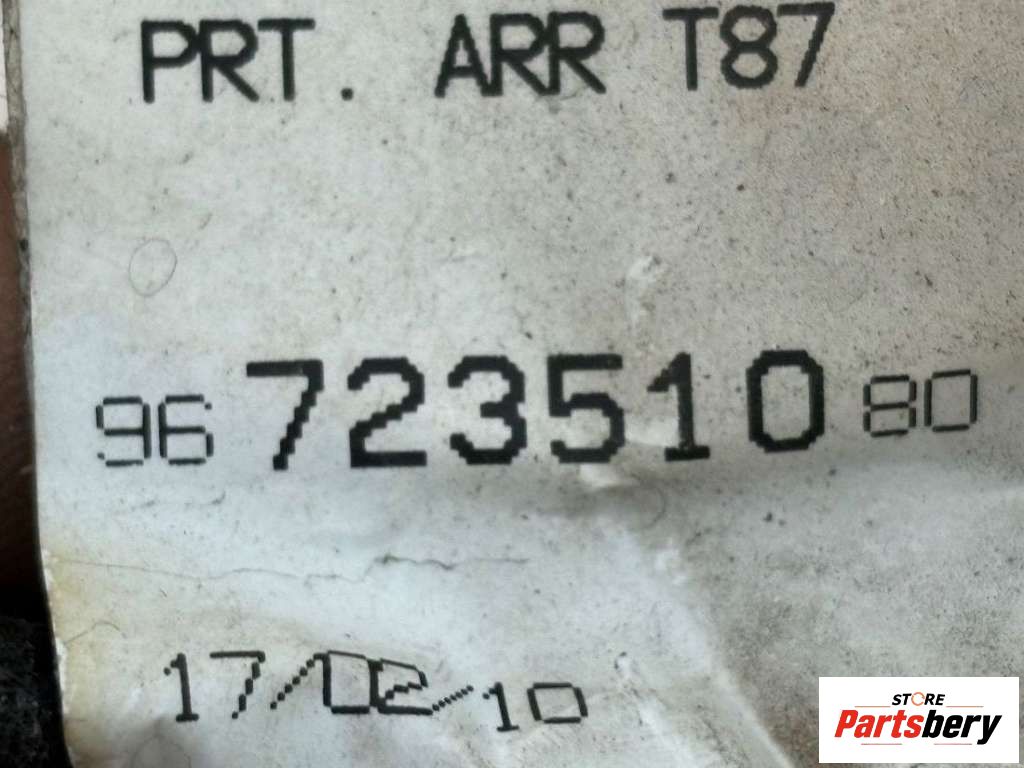 PRT. ARR T87
96 723510 80
17/02/10
STORE
Partsbery